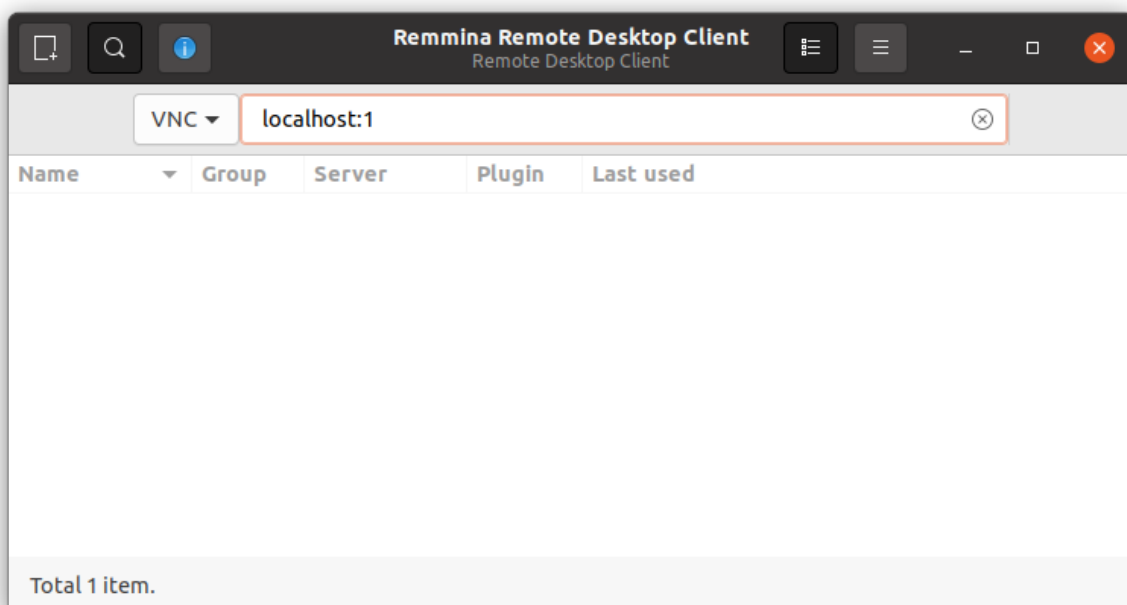 Remmina Remote Desktop Client
Remote Desktop Client
VNC localhost:1
Name Group Server Plugin Last used
Total 1 item.